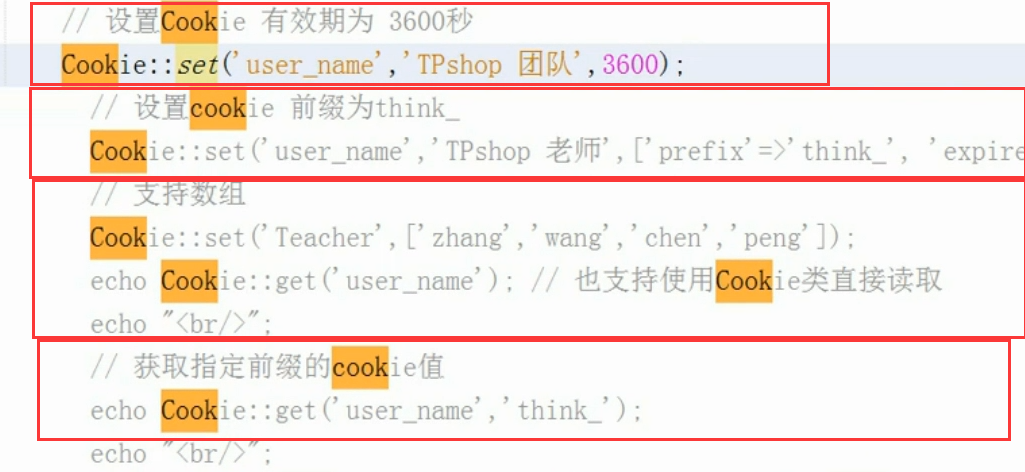 // 设置Cookie 有效期为 3600秒
Cookie::set('user_name','TPshop 团队',3600);
// 设置cookie 前缀为think_
Cookie::set('user_name','TPshop 老师',['prefix'=>'think_', 'expire
// 支持数组
Cookie::set('Teacher',['zhang','wang','chen','peng']);
echo Cookie::get('user_name'); // 也支持使用Cookie类直接读取
echo "<br/>";
// 获取指定前缀的cookie值
echo Cookie::get('user_name','think_');
echo "<br/>";